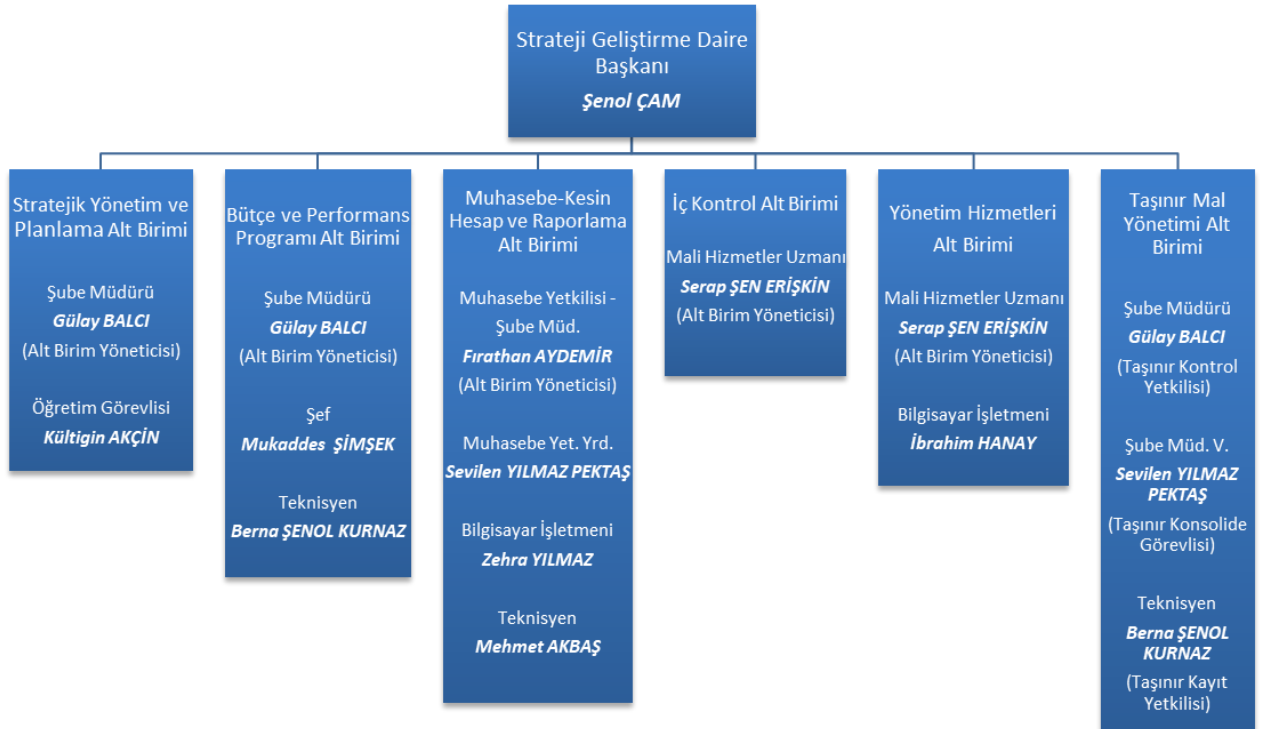 Strateji Geliştirme Daire
Başkanı
Şenol ÇAM
Stratejik Yönetim ve
Planlama Alt Birimi
Şube Müdürü
Gülay BALCI
(Alt Birim Yöneticisi)
Öğretim Görevlisi
Kültigin AKÇİN
Bütçe ve Performans
Programı Alt Birimi
Şube Müdürü
Gülay BALCI
(Alt Birim Yöneticisi)
Şef
Mukaddes ŞİMŞEK
Teknisyen
Berna ŞENOL KURNAZ
Muhasebe-Kesin
Hesap ve Raporlama
Alt Birimi
Muhasebe Yetkilisi -
Şube Müd.
Fırathan AYDEMİR
(Alt Birim Yöneticisi)
Muhasebe Yet. Yrd.
Sevilen YILMAZ PEKTAŞ
Bilgisayar İşletmeni
Zehra YILMAZ
Teknisyen
Mehmet AKBAŞ
İç Kontrol Alt Birimi
Mali Hizmetler Uzmanı
Serap ŞEN ERİŞKİN
(Alt Birim Yöneticisi)
Yönetim Hizmetleri
Alt Birimi
Mali Hizmetler Uzmanı
Serap ŞEN ERİŞKİN
(Alt Birim Yöneticisi)
Bilgisayar İşletmeni
İbrahim HANAY
Taşınır Mal
Yönetimi Alt
Birimi
Şube Müdürü
Gülay BALCI
(Taşınır Kontrol
Yetkilisi)
Şube Müd. V.
Sevilen YILMAZ
PEKTAŞ
(Taşınır Konsolide
Görevlisi)
Teknisyen
Berna ŞENOL
KURNAZ
(Taşınır Kayıt
Yetkilisi)